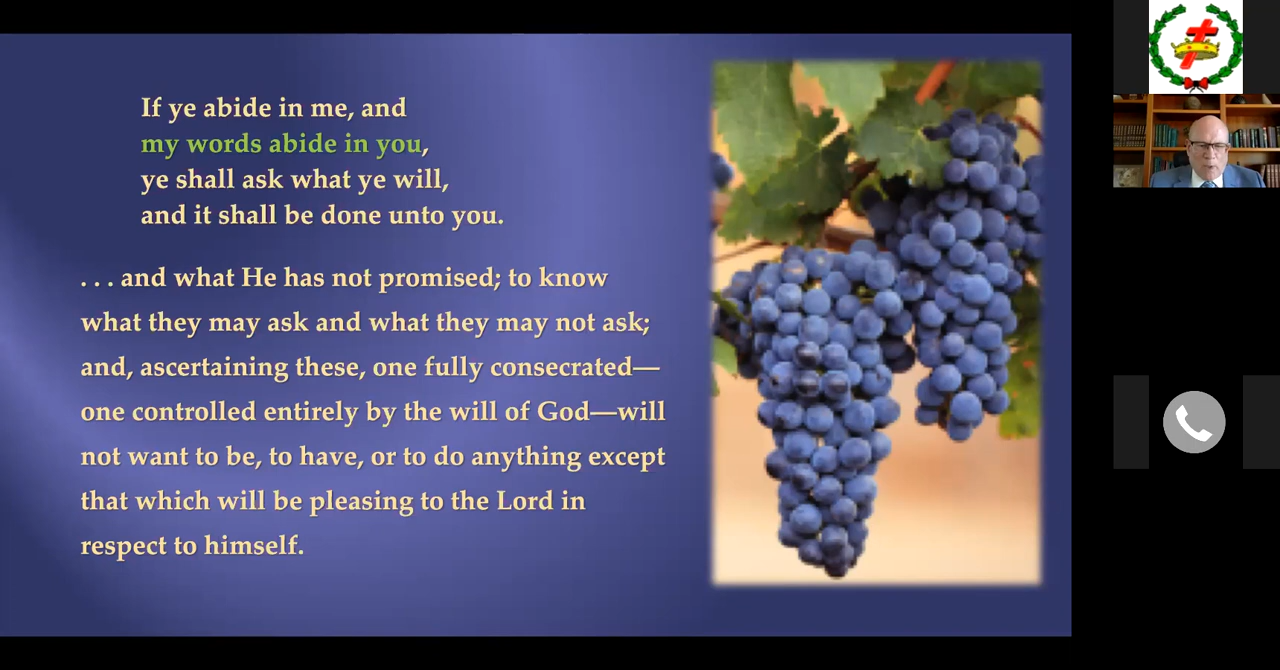 If ye abide in me, and
my words abide in you,
ye shall ask what ye will,
and it shall be done unto you.
. . . and what He has not promised; to know
what they may ask and what they may not ask;
and, ascertaining these, one fully consecrated—
one controlled entirely by the will of God—will
not want to be, to have, or to do anything except
that which will be pleasing to the Lord in
respect to himself.